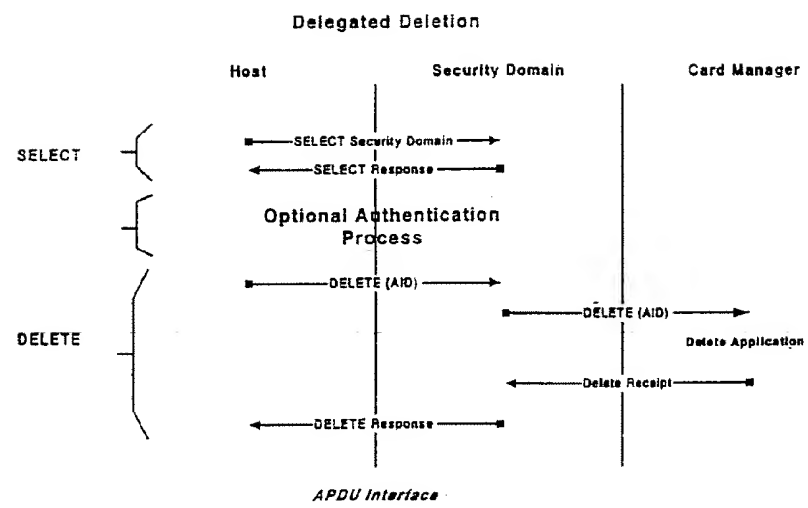 Delegated Deletion
Host
Security Domain
Card Manager
SELECT
SELECT Security Domain
SELECT Response
Optional Authentication
Process
DELETE (AID)
DELETE
DELETE (AID)
Delete Application
Delete Receipt
DELETE Response
APDU Interface